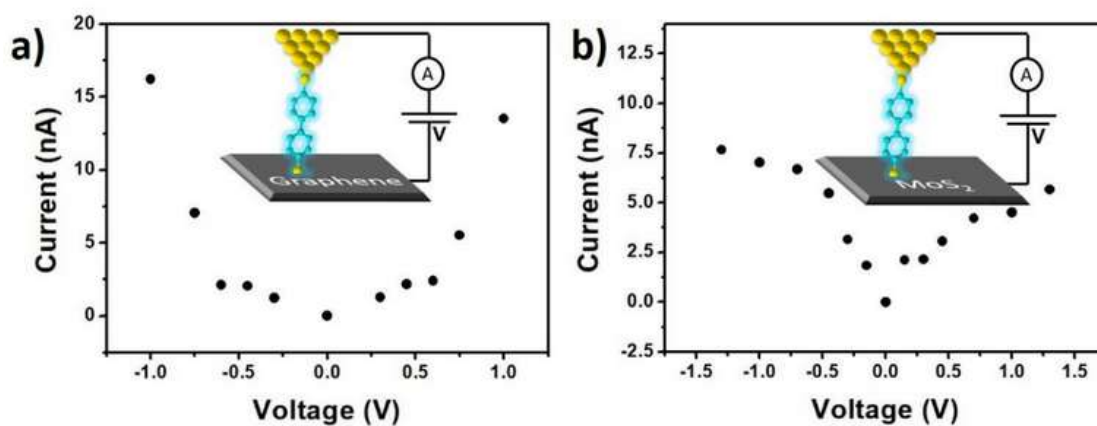 a)
20
15
10
5
0
-1.0 -0.5 0.0 0.5 1.0
Current (nA)
Voltage (V)
A
V
Graphene
b)
12.5
10.0
7.5
5.0
2.5
0.0
-2.5
-1.5 -1.0 -0.5 0.0 0.5 1.0 1.5
Current (nA)
Voltage (V)
A
V
MoS₂